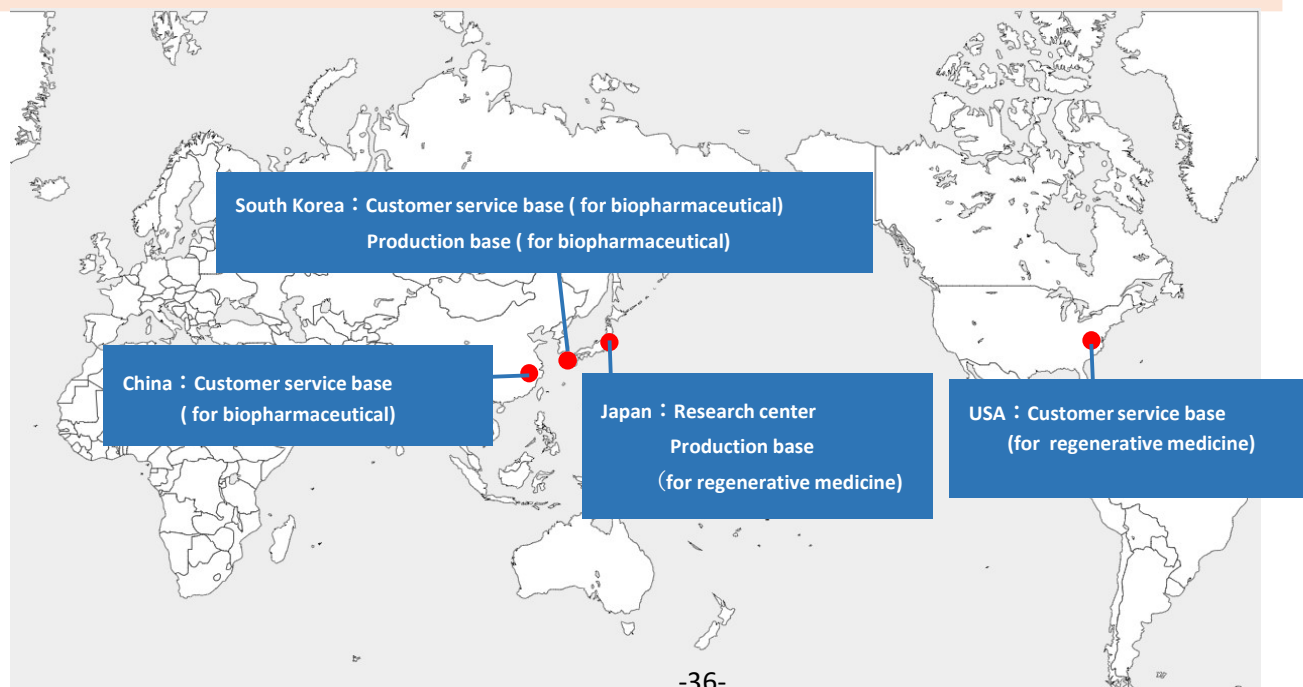 South Korea：Customer service base ( for biopharmaceutical)
Production base ( for biopharmaceutical)
China：Customer service base
( for biopharmaceutical)
Japan：Research center
Production base
（for regenerative medicine)
USA：Customer service base
(for regenerative medicine)
-36-